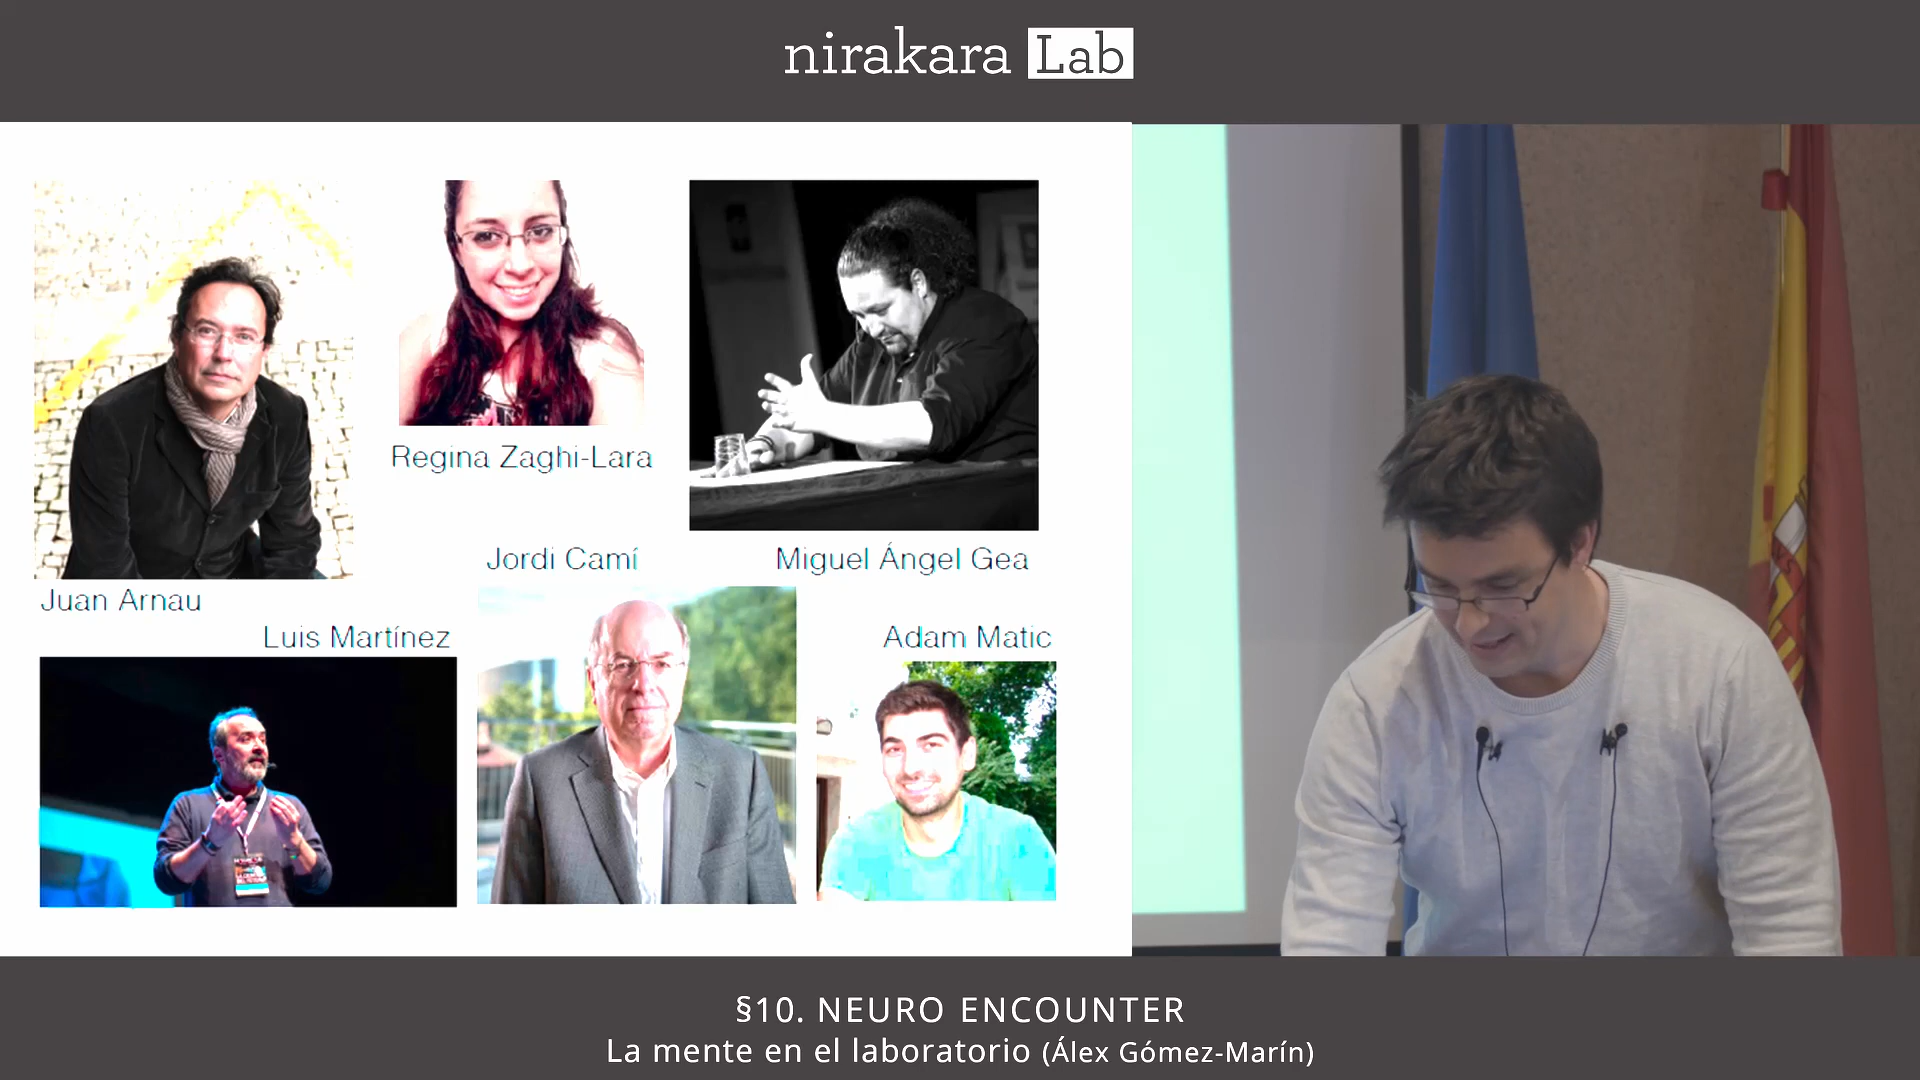 nirakara Lab
Regina Zaghi-Lara
Jordi Camí
Miguel Ángel Gea
Juan Arnau
Luis Martínez
Adam Matic
§10. NEURO ENCOUNTER
La mente en el laboratorio (Álex Gómez-Marín)